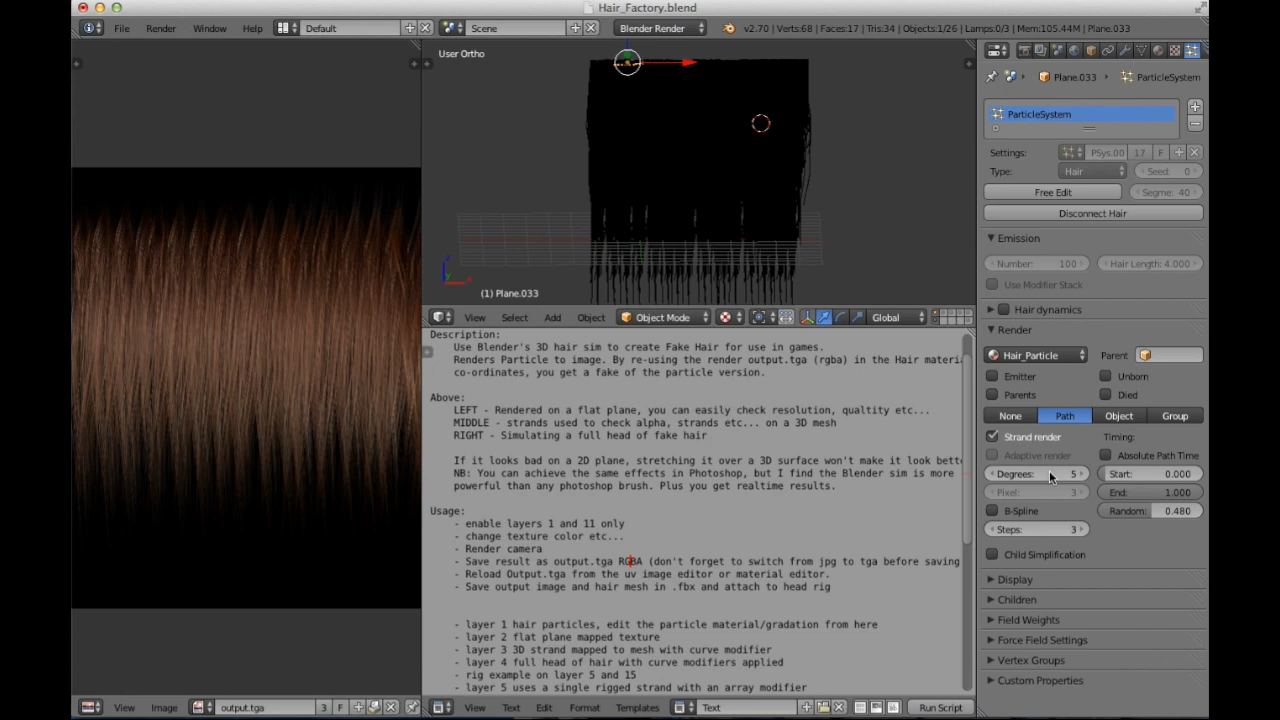 Hair_Factory.blend
File Render Window Help Default Scene Blender Render v2.70 | Verts:68 | Faces:17 | Tris:34 | Objects:1/26 | Lamps:0/3 | Mem:105.44M | Plane.033
User Ortho
(1) Plane.033
View Select Add Object Object Mode Global
Description:
Use Blender's 3D hair sim to create Fake Hair for use in games.
Renders Particle to image. By re-using the render output.tga (rgba) in the Hair materia
co-ordinates, you get a fake of the particle version.
Above:
LEFT - Rendered on a flat plane, you can easily check resolution, qualtity etc...
MIDDLE - strands used to check alpha, strands etc... on a 3D mesh
RIGHT - Simulating a full head of fake hair
If it looks bad on a 2D plane, stretching it over a 3D surface won't make it look bett
NB: You can achieve the same effects in Photoshop, but I find the Blender sim is more
powerful than any photoshop brush. Plus you get realtime results.
Usage:
- enable layers 1 and 11 only
- change texture color etc...
- Render camera
- Save result as output.tga RGBA (don't forget to switch from jpg to tga before saving
- Reload Output.tga from the uv image editor or material editor.
- Save output image and hair mesh in .fbx and attach to head rig
- layer 1 hair particles, edit the particle material/gradation from here
- layer 2 flat plane mapped texture
- layer 3 3D strand mapped to mesh with curve modifier
- layer 4 full head of hair with curve modifiers applied
- rig example on layer 5 and 15
- layer 5 uses a single rigged strand with an array modifier
View Image output.tga 3 F
View Text Edit Format Templates Text Run Script
Plane.033 ParticleSystem
ParticleSystem
Settings: PSys.00 17 F
Type: Hair Seed: 0
Free Edit Segme: 40
Disconnect Hair
Emission
Number: 100 Hair Length: 4.000
Use Modifier Stack
Hair dynamics
Render
Hair_Particle Parent
Emitter Unborn
Parents Died
None Path Object Group
Strand render Timing:
Adaptive render Absolute Path Time
Degrees: 5 Start: 0.000
Pixel: 3 End: 1.000
B-Spline Random: 0.480
Steps: 3
Child Simplification
Display
Children
Field Weights
Force Field Settings
Vertex Groups
Custom Properties